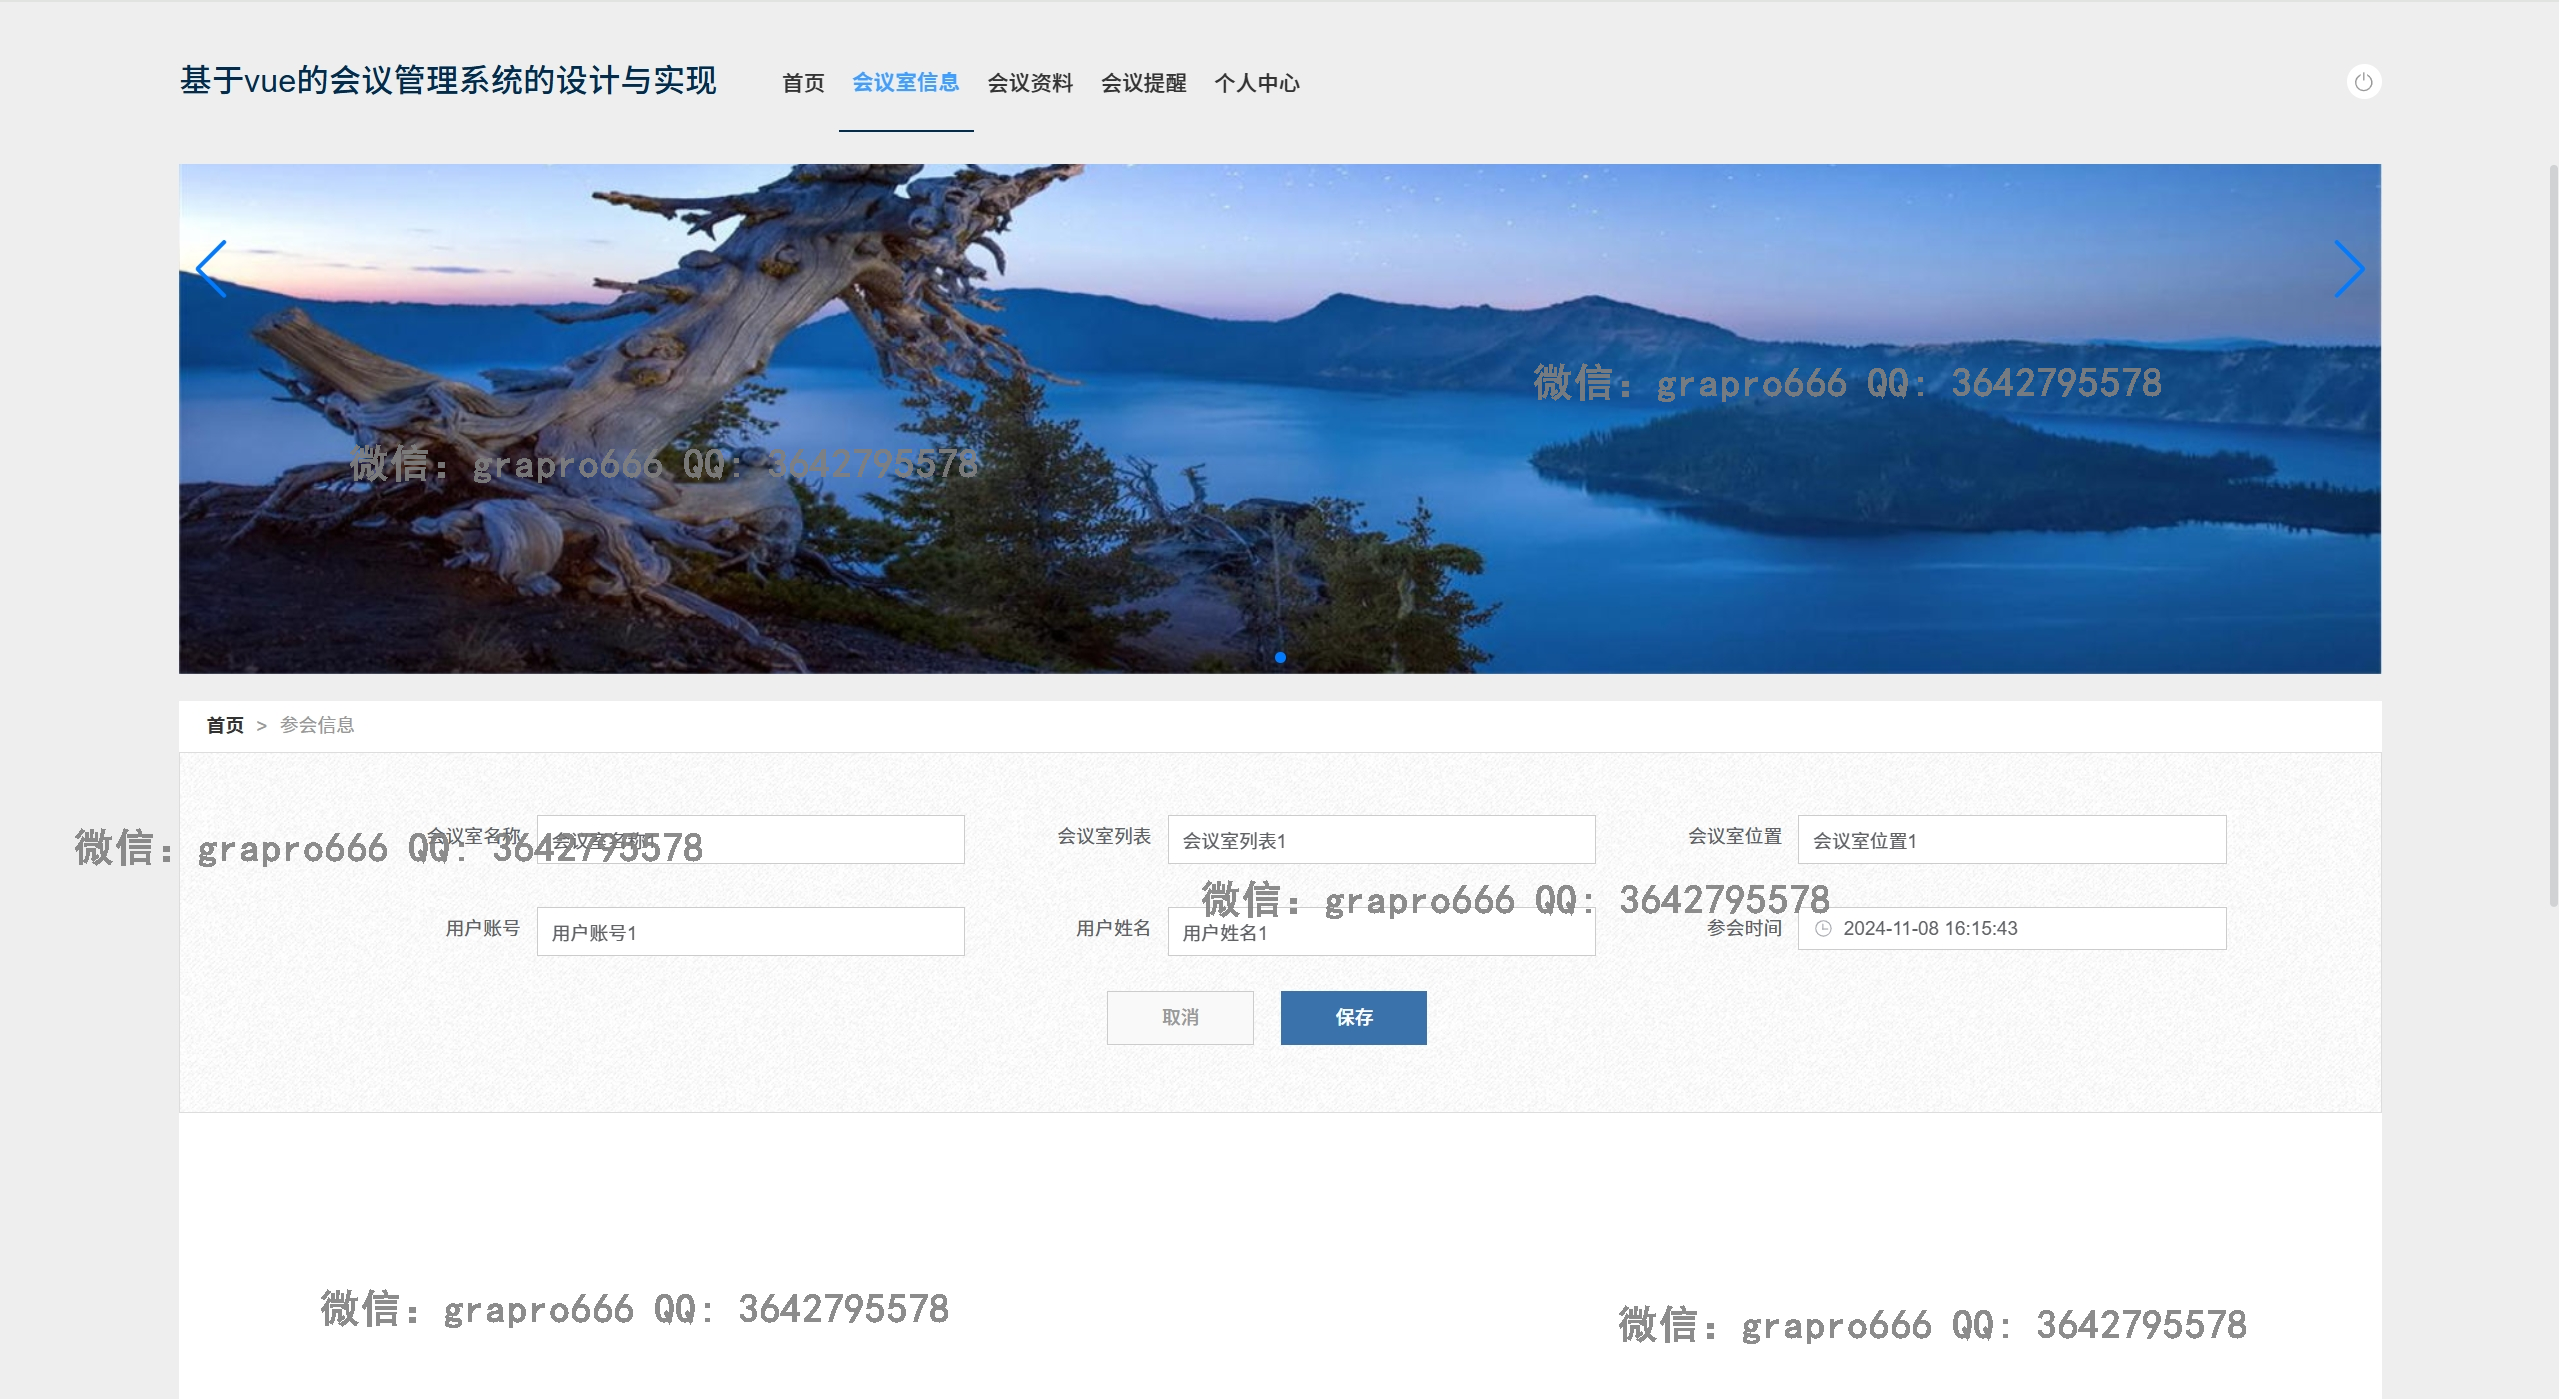 基于vue的会议管理系统的设计与实现
首页 会议室信息 会议资料 会议提醒 个人中心
微信: grapro666 QQ: 3642795578
微信: grapro666 QQ: 3642795578
首页 > 参会信息
会议室名称 会议室名称1
会议室列表 会议室列表1
会议室位置 会议室位置1
微信: grapro666 QQ: 3642795578
微信: grapro666 QQ: 3642795578
用户账号 用户账号1
用户姓名 用户姓名1
参会时间 2024-11-08 16:15:43
取消 保存
微信: grapro666 QQ: 3642795578
微信: grapro666 QQ: 3642795578